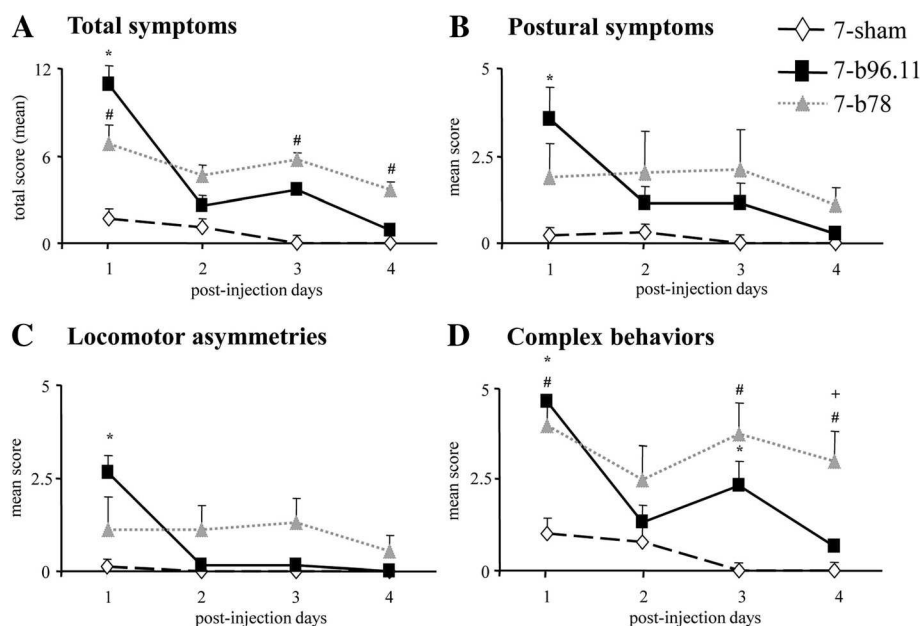 A Total symptoms
*
12
#
#
#
6
total score (mean)
0
1 2 3 4
post-injection days
B Postural symptoms
7-sham
7-b96.11
7-b78
5
*
2.5
mean score
0
1 2 3 4
post-injection days
C Locomotor asymmetries
5
*
2.5
mean score
0
1 2 3 4
post-injection days
D Complex behaviors
*
#
#
+
#
*
5
2.5
mean score
0
1 2 3 4
post-injection days